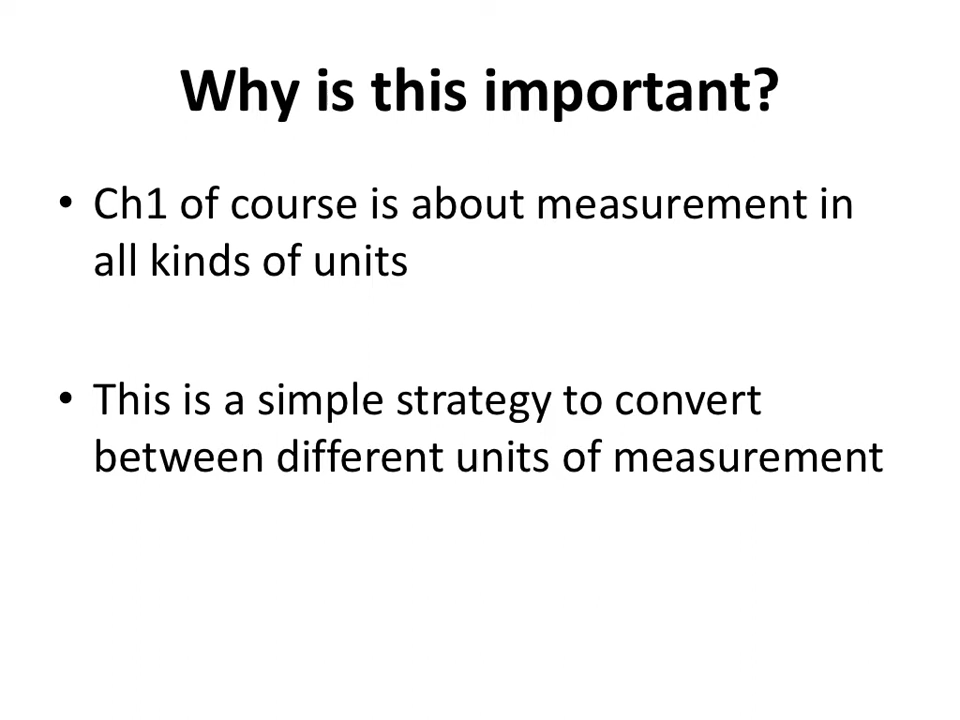 Why is this important?
• Ch1 of course is about measurement in
all kinds of units
• This is a simple strategy to convert
between different units of measurement